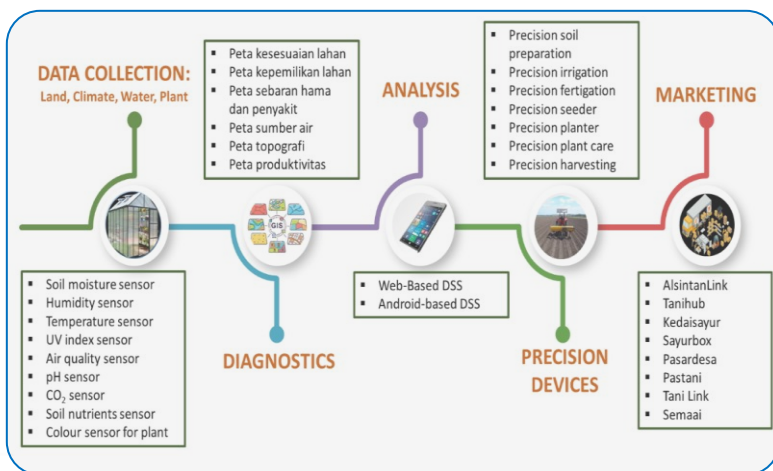 DATA COLLECTION:
Land, Climate, Water, Plant
▪ Soil moisture sensor
▪ Humidity sensor
▪ Temperature sensor
▪ UV index sensor
▪ Air quality sensor
▪ pH sensor
▪ CO₂ sensor
▪ Soil nutrients sensor
▪ Colour sensor for plant
▪ Peta kesesuaian lahan
▪ Peta kepemilikan lahan
▪ Peta sebaran hama
dan penyakit
▪ Peta sumber air
▪ Peta topografi
▪ Peta produktivitas
GIS
DIAGNOSTICS
ANALYSIS
▪ Web-Based DSS
▪ Android-based DSS
▪ Precision soil
preparation
▪ Precision irrigation
▪ Precision fertigation
▪ Precision seeder
▪ Precision planter
▪ Precision plant care
▪ Precision harvesting
PRECISION
DEVICES
MARKETING
▪ AlsintanLink
▪ Tanihub
▪ Kedaisayur
▪ Sayurbox
▪ Pasardesa
▪ Pastani
▪ Tani Link
▪ Semaai